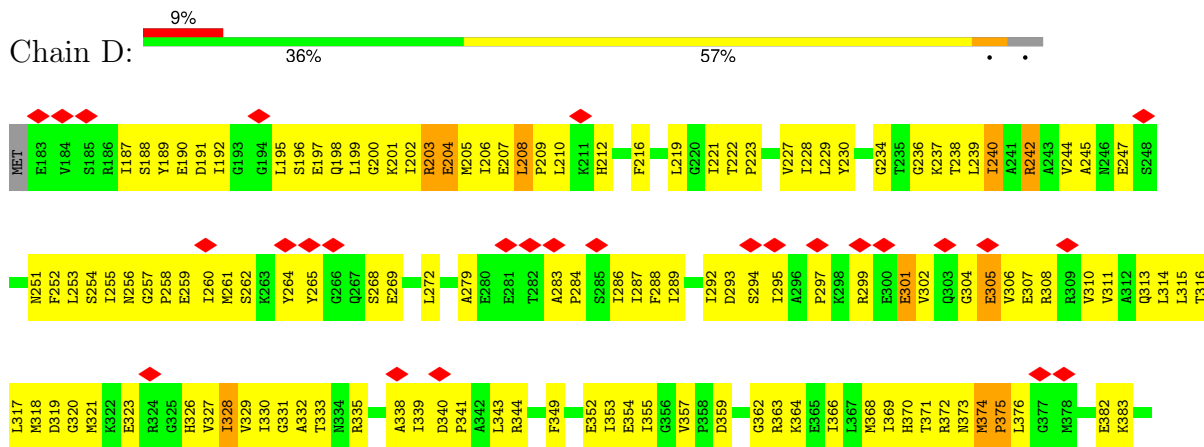 9%
Chain D:
36% 57% • •
MET E183 V184 S185 R186 I187 S188 Y189 E190 D191 I192 G193 G194 L195 S196 E197 Q198 L199 G200 K201 I202 R203 E204 M205 I206 E207 L208 P209 L210 K211 H212 F216 L219 G220 I221 T222 P223 V227 I228 L229 Y230 G234 T235 G236 K237 T238 L239 I240 A241 R242 A243 V244 A245 N246 E247 S248
N251 F252 L253 S254 I255 N256 G257 P258 E259 I260 M261 S262 K263 Y264 Y265 G266 Q267 S268 E269 L272 A279 E280 E281 T282 A283 P284 S285 I286 I287 F288 I289 I292 D293 S294 I295 A296 P297 K298 R299 E300 E301 V302 Q303 G304 E305 V306 E307 R308 R309 V310 V311 A312 Q313 L314 L315 T316
L317 M318 D319 G320 M321 K322 E323 R324 G325 H326 V327 I328 V329 I330 G331 A332 T333 N334 R335 A338 I339 D340 P341 A342 L343 R344 F349 E352 I353 E354 I355 G356 V357 P358 D359 G362 R363 K364 E365 I366 L367 M368 I369 H370 T371 R372 N373 M374 P375 L376 G377 M378 E382 K383